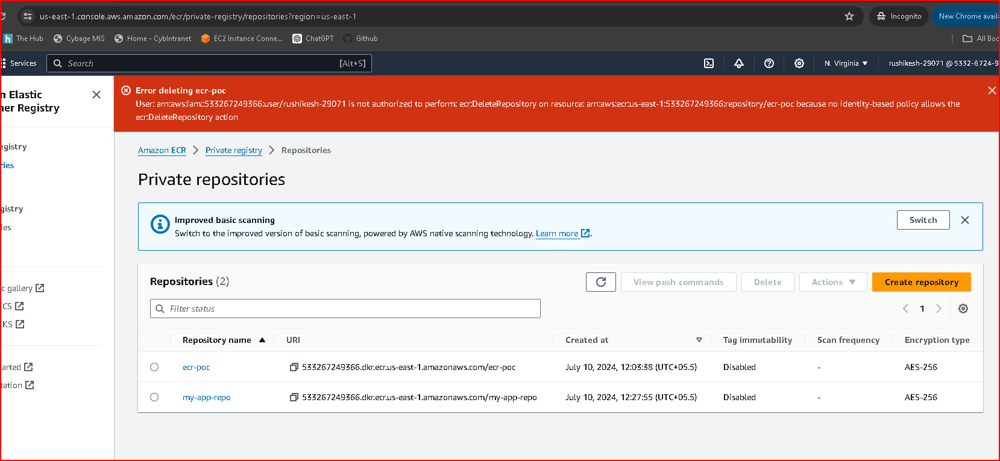 us-east-1.console.aws.amazon.com/ecr/private-registry/repositories?region=us-east-1
Incognito
New Chrome avail
The Hub
Cybage MIS
Home - CybIntranet
EC2 Instance Conne...
ChatGPT
Github
All Boo
Services
Search
[Alt+S]
N. Virginia
rushikesh-29071 @ 5332-6724-9
n Elastic
ner Registry
Error deleting ecr-poc
User: arn:aws:iam::533267249366:user/rushikesh-29071 is not authorized to perform: ecr:DeleteRepository on resource: arn:aws:ecr:us-east-1:533267249366:repository/ecr-poc because no identity-based policy allows the
ecr:DeleteRepository action
egistry
ries
gistry
ies
c gallery
CS
KS
tarted
tation
Amazon ECR
Private registry
Repositories
Private repositories
Improved basic scanning
Switch to the improved version of basic scanning, powered by AWS native scanning technology. Learn more.
Switch
Repositories (2)
View push commands
Delete
Actions
Create repository
Filter status
1
Repository name
URI
Created at
Tag immutability
Scan frequency
Encryption type
ecr-poc
533267249366.dkr.ecr.us-east-1.amazonaws.com/ecr-poc
July 10, 2024, 12:03:38 (UTC+05.5)
Disabled
-
AES-256
my-app-repo
533267249366.dkr.ecr.us-east-1.amazonaws.com/my-app-repo
July 10, 2024, 12:27:55 (UTC+05.5)
Disabled
-
AES-256